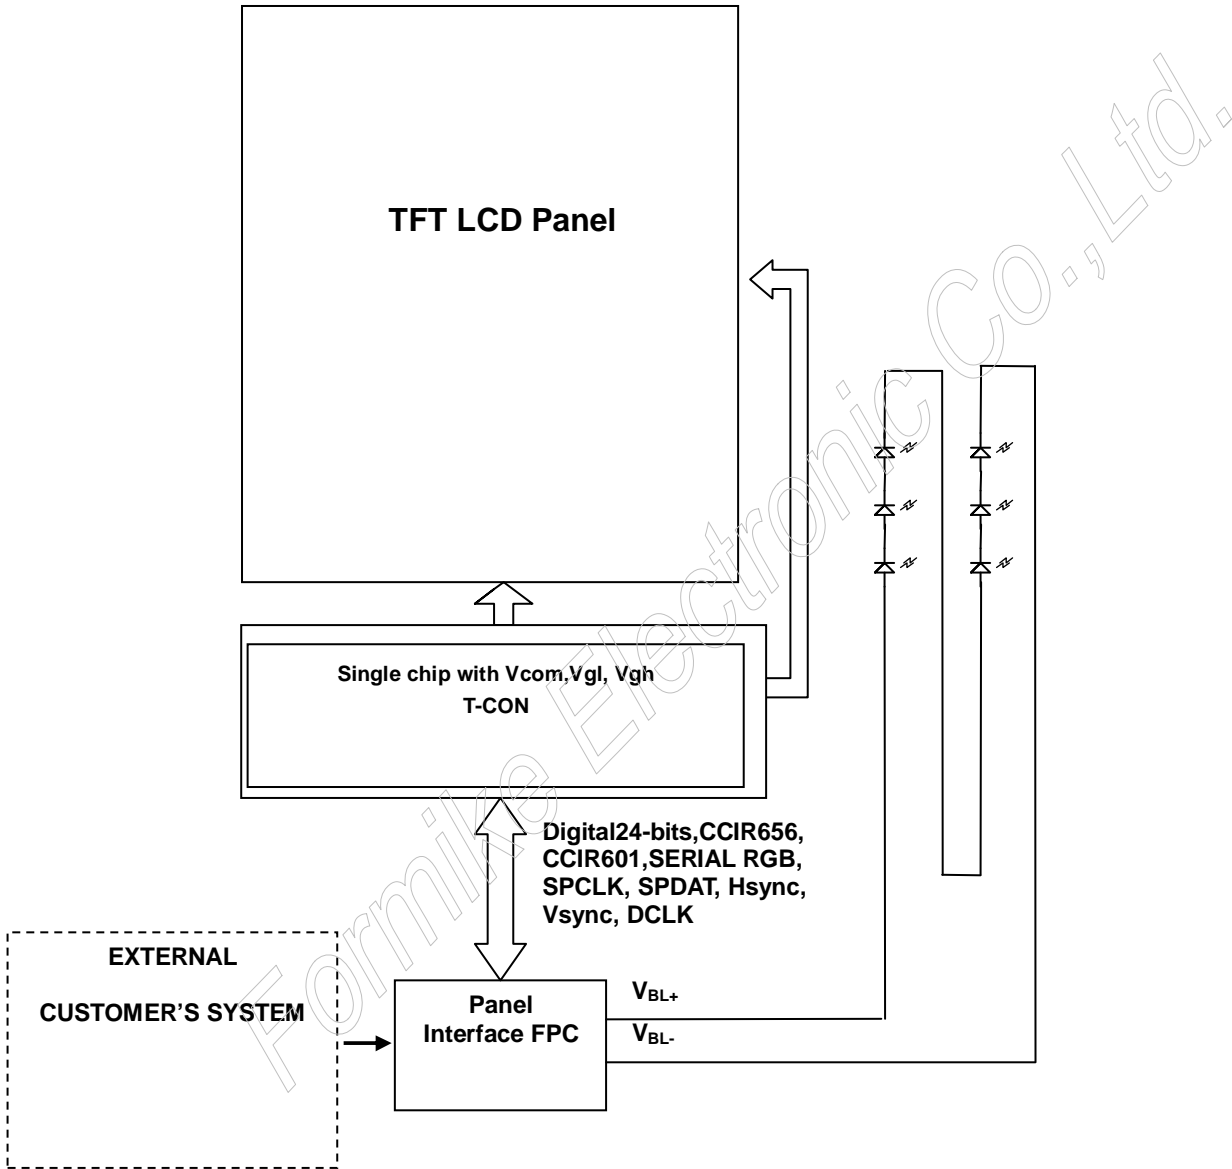 TFT LCD Panel
Single chip with Vcom,Vgl, Vgh
T-CON
Digital24-bits,CCIR656,
CCIR601,SERIAL RGB,
SPCLK, SPDAT, Hsync,
Vsync, DCLK
EXTERNAL
CUSTOMER'S SYSTEM
Panel
Interface FPC
VBL+
VBL-
Formike Electronic Co.,Ltd.